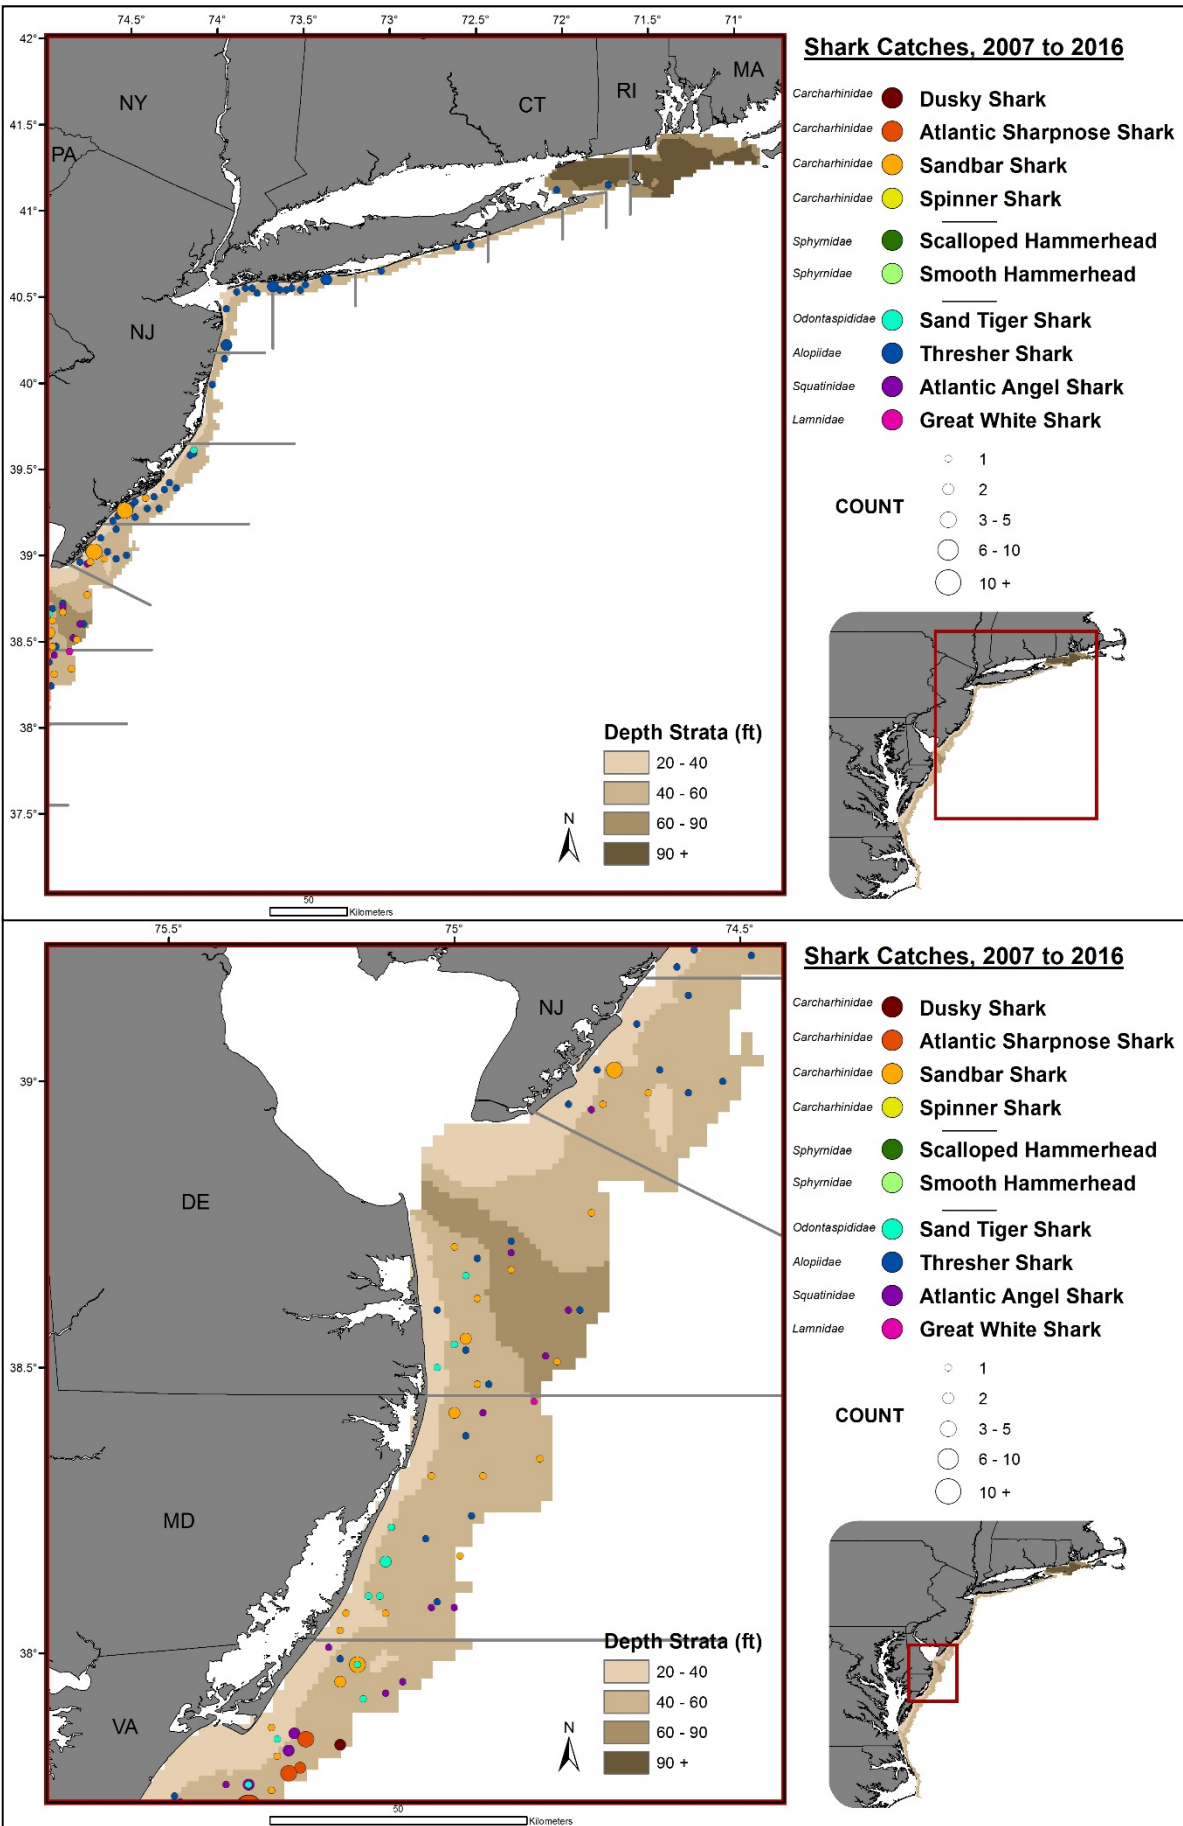 74.5° 74° 73.5° 73° 72.5° 72° 71.5° 71°
42°
41.5°
41°
40.5°
40°
39.5°
39°
38.5°
38°
37.5°
NY
PA
CT
RI
MA
NJ
Depth Strata (ft)
20 - 40
40 - 60
60 - 90
90 +
N
50
Kilometers
Shark Catches, 2007 to 2016
Carcharhinidae Dusky Shark
Carcharhinidae Atlantic Sharpnose Shark
Carcharhinidae Sandbar Shark
Carcharhinidae Spinner Shark
Sphyrnidae Scalloped Hammerhead
Sphyrnidae Smooth Hammerhead
Odontaspididae Sand Tiger Shark
Alopiidae Thresher Shark
Squatinidae Atlantic Angel Shark
Lamnidae Great White Shark
COUNT
1
2
3 - 5
6 - 10
10 +
75.5° 75° 74.5°
39°
38.5°
38°
NJ
DE
MD
VA
Depth Strata (ft)
20 - 40
40 - 60
60 - 90
90 +
N
50
Kilometers
Shark Catches, 2007 to 2016
Carcharhinidae Dusky Shark
Carcharhinidae Atlantic Sharpnose Shark
Carcharhinidae Sandbar Shark
Carcharhinidae Spinner Shark
Sphyrnidae Scalloped Hammerhead
Sphyrnidae Smooth Hammerhead
Odontaspididae Sand Tiger Shark
Alopiidae Thresher Shark
Squatinidae Atlantic Angel Shark
Lamnidae Great White Shark
COUNT
1
2
3 - 5
6 - 10
10 +